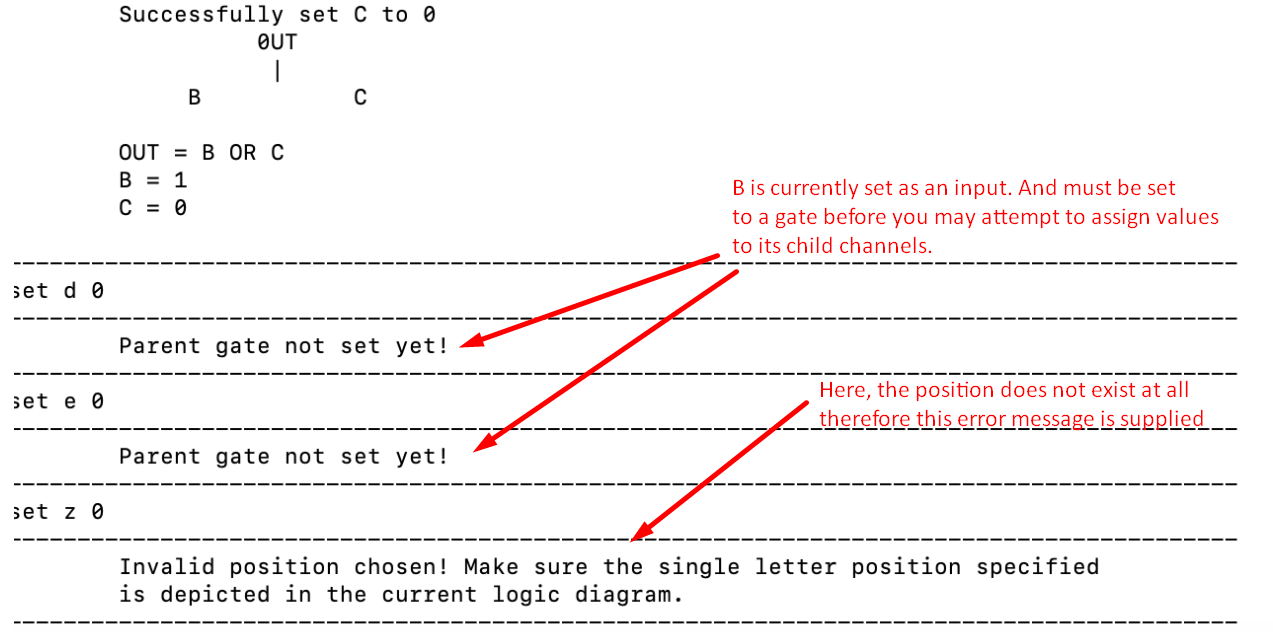 Successfully set C to 0
0UT
|
B C
OUT = B OR C
B = 1
C = 0
B is currently set as an input. And must be set
to a gate before you may attempt to assign values
to its child channels.
------------------------------------------------------------------------------------------
set d 0
------------------------------------------------------------------------------------------
Parent gate not set yet!
------------------------------------------------------------------------------------------
set e 0
Here, the position does not exist at all
therefore this error message is supplied
------------------------------------------------------------------------------------------
Parent gate not set yet!
------------------------------------------------------------------------------------------
set z 0
------------------------------------------------------------------------------------------
Invalid position chosen! Make sure the single letter position specified
is depicted in the current logic diagram.
------------------------------------------------------------------------------------------